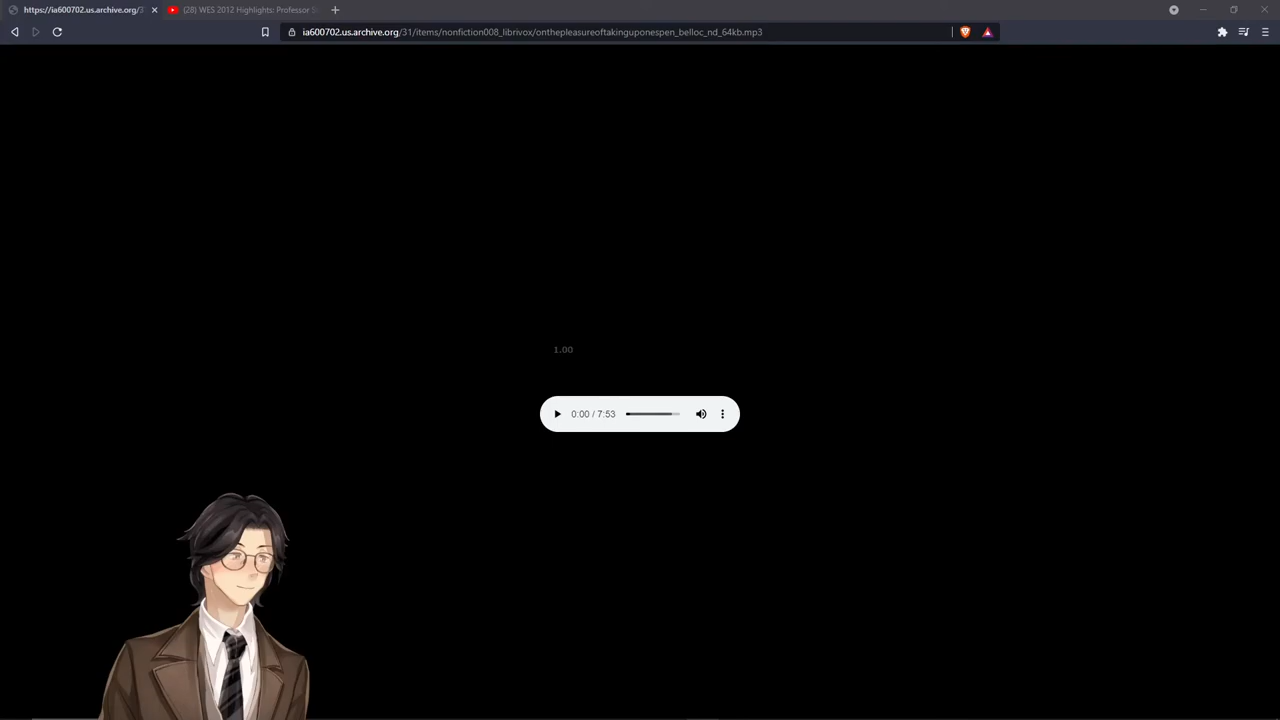 https://ia600702.us.archive.org/3
(28) WES 2012 Highlights: Professor S
ia600702.us.archive.org/31/items/nonfiction008_librivox/onthepleasureoftakinguponespen_belloc_nd_64kb.mp3
1.00
0:00 / 7:53